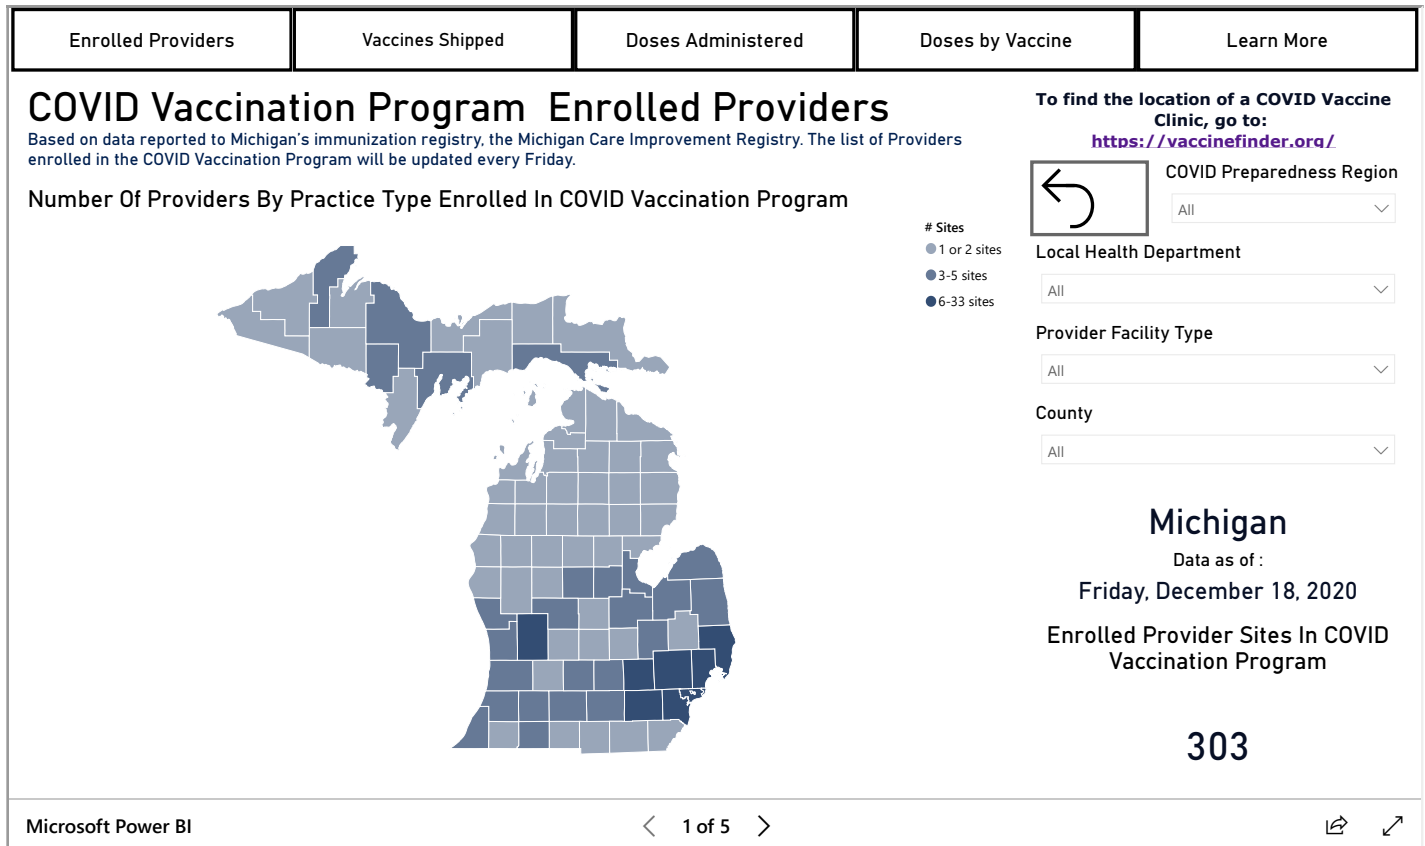 Enrolled Providers
Vaccines Shipped
Doses Administered
Doses by Vaccine
Learn More
COVID Vaccination Program  Enrolled Providers
Based on data reported to Michigan's immunization registry, the Michigan Care Improvement Registry. The list of Providers
enrolled in the COVID Vaccination Program will be updated every Friday.
To find the location of a COVID Vaccine
Clinic, go to:
https://vaccinefinder.org/
Number Of Providers By Practice Type Enrolled In COVID Vaccination Program
# Sites
1 or 2 sites
3-5 sites
6-33 sites
COVID Preparedness Region
All
Local Health Department
All
Provider Facility Type
All
County
All
Michigan
Data as of :
Friday, December 18, 2020
Enrolled Provider Sites In COVID
Vaccination Program
303
Microsoft Power BI
1 of 5